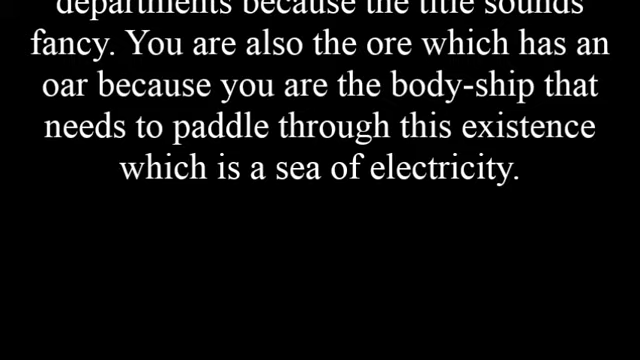 departments because the title sounds
fancy. You are also the ore which has an
oar because you are the body-ship that
needs to paddle through this existence
which is a sea of electricity.